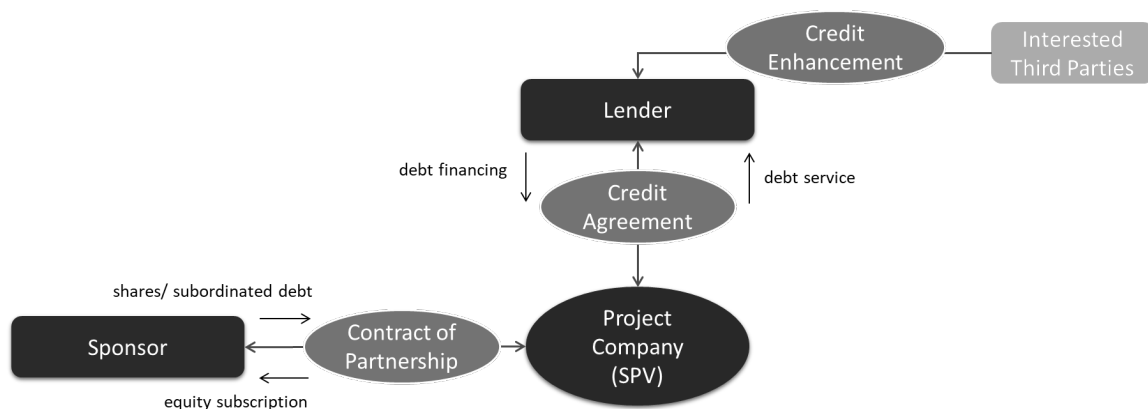 Credit
Enhancement
Interested
Third Parties
Lender
debt financing
debt service
Credit
Agreement
shares/ subordinated debt
Sponsor
Contract of
Partnership
Project
Company
(SPV)
equity subscription